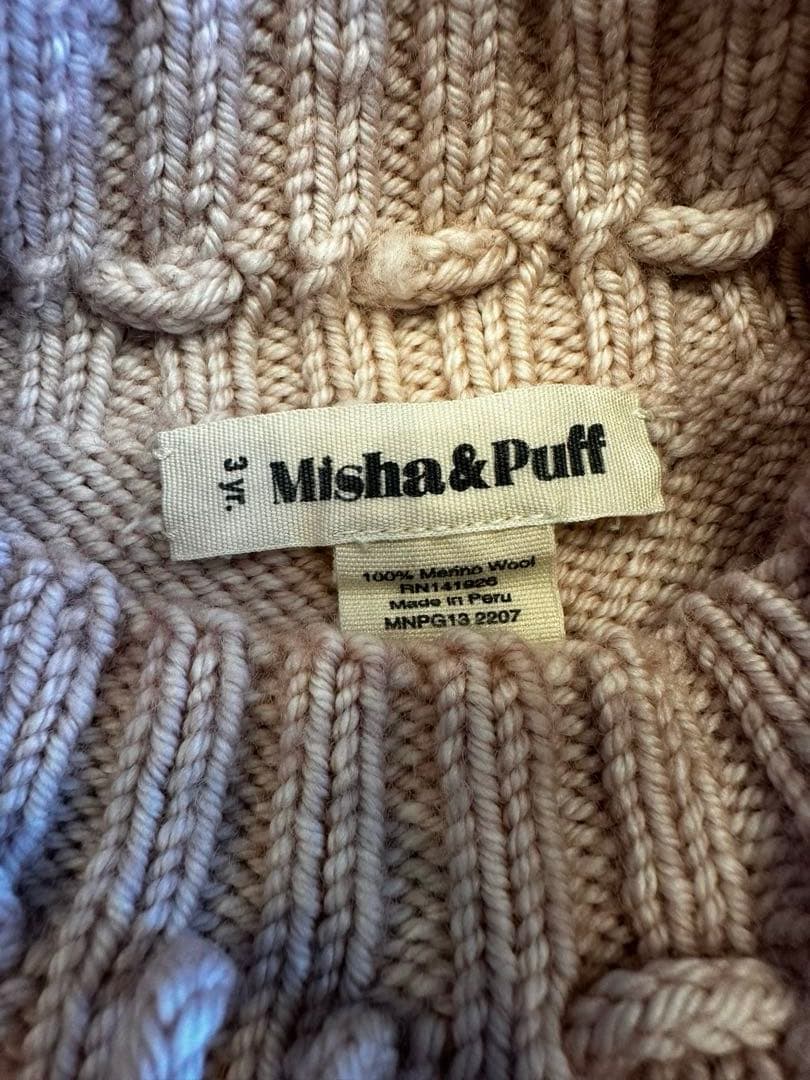 3 yr.
Misha&Puff
100% Merino Wool
RN141926
Made in Peru
MNPG13 2207